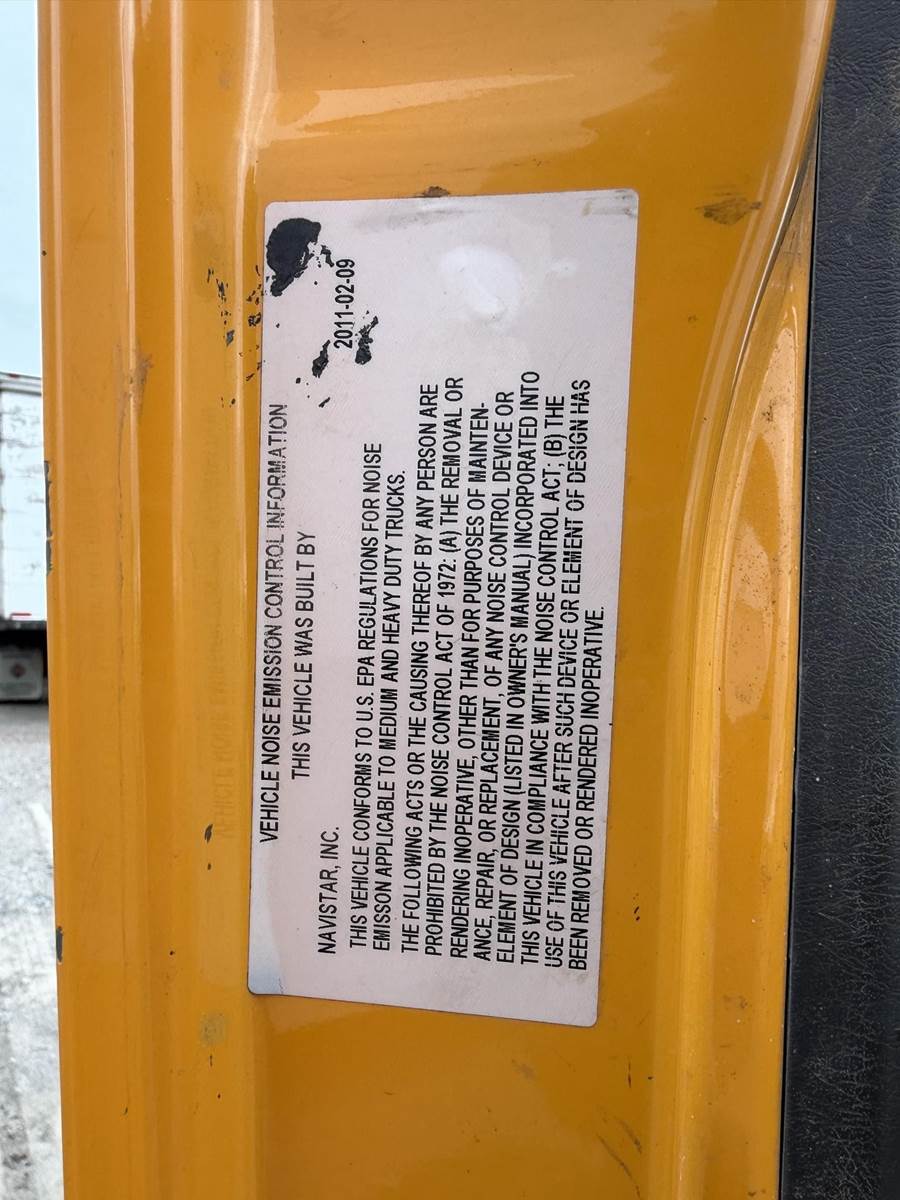 VEHICLE NOISE EMISSION CONTROL INFORMATION
THIS VEHICLE WAS BUILT BY
NAVISTAR, INC.
2011-02-09
THIS VEHICLE CONFORMS TO U.S. EPA REGULATIONS FOR NOISE
EMISSON APPLICABLE TO MEDIUM AND HEAVY DUTY TRUCKS.
THE FOLLOWING ACTS OR THE CAUSING THEREOF BY ANY PERSON ARE
PROHIBITED BY THE NOISE CONTROL ACT OF 1972: (A) THE REMOVAL OR
RENDERING INOPERATIVE, OTHER THAN FOR PURPOSES OF MAINTEN-
ANCE, REPAIR, OR REPLACEMENT, OF ANY NOISE CONTROL DEVICE OR
ELEMENT OF DESIGN (LISTED IN OWNER'S MANUAL) INCORPORATED INTO
THIS VEHICLE IN COMPLIANCE WITH THE NOISE CONTROL ACT; (B) THE
USE OF THIS VEHICLE AFTER SUCH DEVICE OR ELEMENT OF DESIGN HAS
BEEN REMOVED OR RENDERED INOPERATIVE.